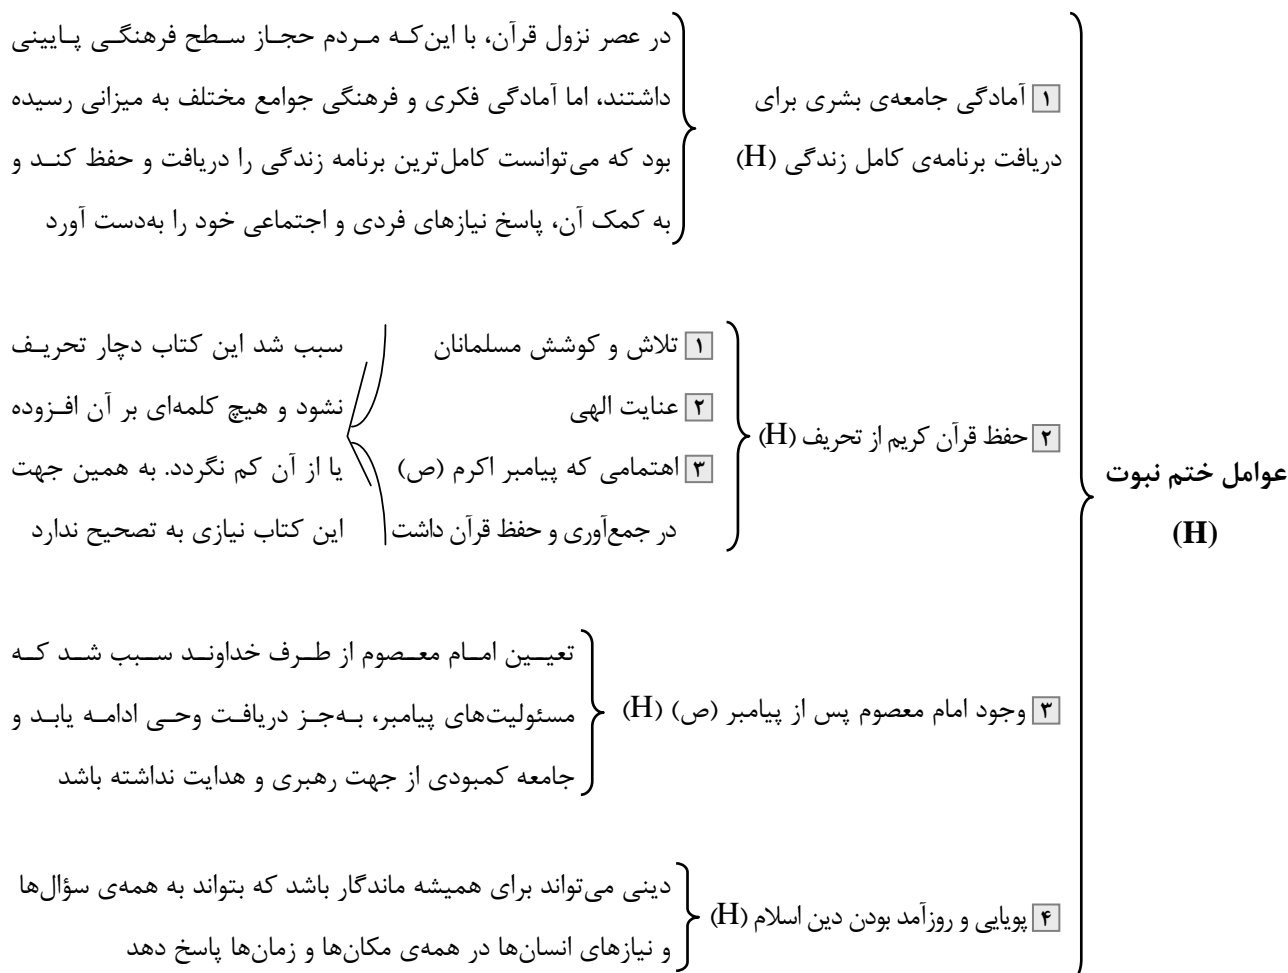 عوامل ختم نبوت
(H)
۱ آمادگی جامعه‌ی بشری برای
دریافت برنامه‌ی کامل زندگی (H)
در عصر نزول قرآن، با این‌که مردم حجاز سطح فرهنگی پایینی
داشتند، اما آمادگی فکری و فرهنگی جوامع مختلف به میزانی رسیده
بود که می‌توانست کامل‌ترین برنامه زندگی را دریافت و حفظ کند و
به کمک آن، پاسخ نیازهای فردی و اجتماعی خود را به‌دست آورد
۲ حفظ قرآن کریم از تحریف (H)
۱ تلاش و کوشش مسلمانان
۲ عنایت الهی
۳ اهتمامی که پیامبر اکرم (ص)
در جمع‌آوری و حفظ قرآن داشت
سبب شد این کتاب دچار تحریف
نشود و هیچ کلمه‌ای بر آن افزوده
یا از آن کم نگردد. به همین جهت
این کتاب نیازی به تصحیح ندارد
۳ وجود امام معصوم پس از پیامبر (ص) (H)
تعیین امام معصوم از طرف خداوند سبب شد که
مسئولیت‌های پیامبر، به‌جز دریافت وحی ادامه یابد و
جامعه کمبودی از جهت رهبری و هدایت نداشته باشد
۴ پویایی و روزآمد بودن دین اسلام (H)
دینی می‌تواند برای همیشه ماندگار باشد که بتواند به همه‌ی سؤال‌ها
و نیازهای انسان‌ها در همه‌ی مکان‌ها و زمان‌ها پاسخ دهد